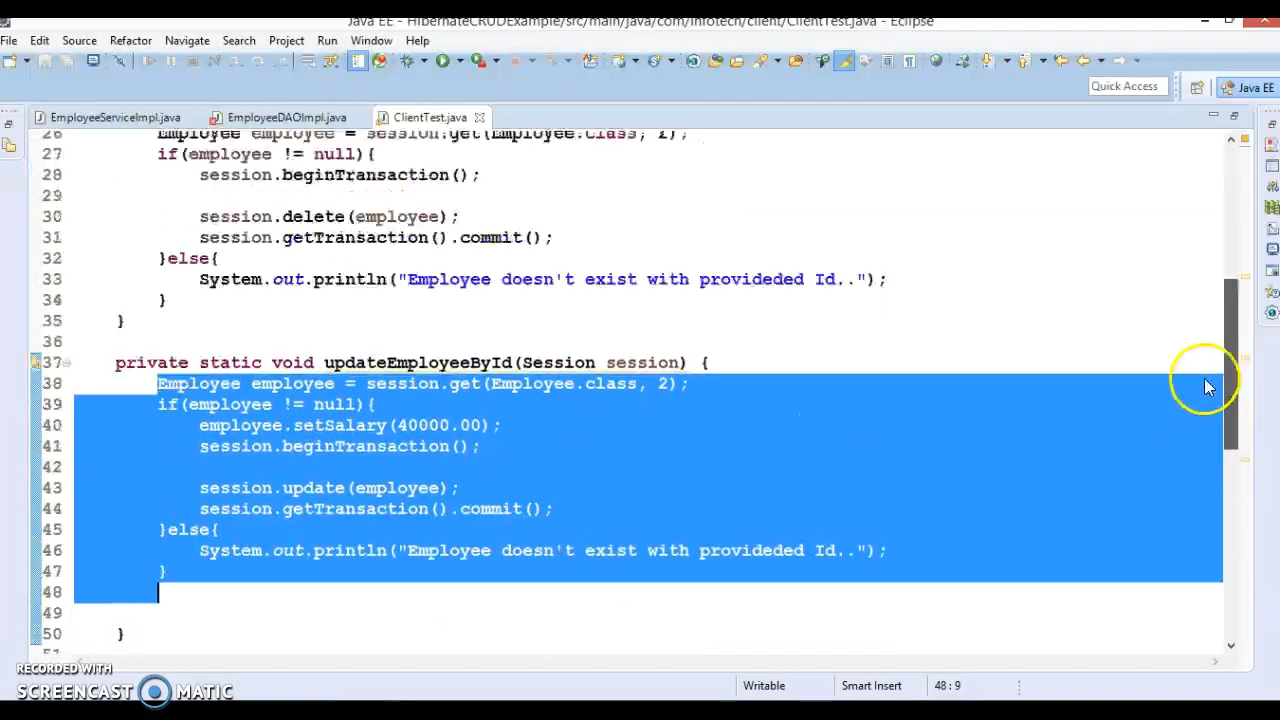 Java EE - HibernateCRUDExample/src/main/java/com/infotech/client/ClientTest.java - Eclipse
File Edit Source Refactor Navigate Search Project Run Window Help
Quick Access Java EE
EmployeeServiceImpl.java EmployeeDAOImpl.java ClientTest.java
26 Employee employee = session.get(Employee.class, 2);
27 if(employee != null){
28 session.beginTransaction();
29
30 session.delete(employee);
31 session.getTransaction().commit();
32 }else{
33 System.out.println("Employee doesn't exist with provideded Id..");
34 }
35 }
36
37 private static void updateEmployeeById(Session session) {
38 Employee employee = session.get(Employee.class, 2);
39 if(employee != null){
40 employee.setSalary(40000.00);
41 session.beginTransaction();
42
43 session.update(employee);
44 session.getTransaction().commit();
45 }else{
46 System.out.println("Employee doesn't exist with provideded Id..");
47 }
48
49
50 }
RECORDED WITH
SCREENCAST MATIC
Writable Smart Insert 48 : 9